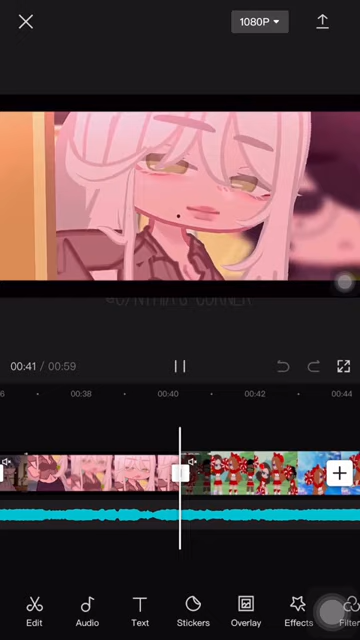 1080P
00:41 / 00:59
00:38
00:40
00:42
00:44
Edit
Audio
Text
Stickers
Overlay
Effects
Filter